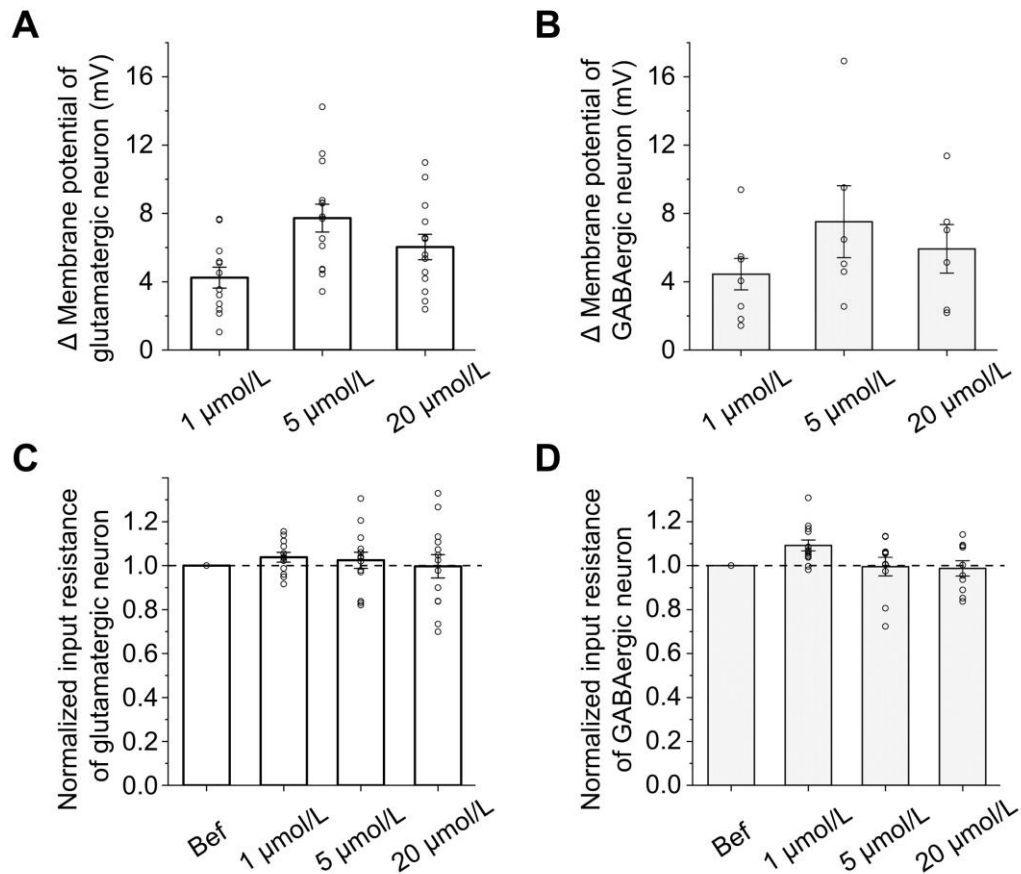 A
Δ Membrane potential of
glutamatergic neuron (mV)
16
12
8
4
0
1 μmol/L
5 μmol/L
20 μmol/L
B
Δ Membrane potential of
GABAergic neuron (mV)
16
12
8
4
0
1 μmol/L
5 μmol/L
20 μmol/L
C
Normalized input resistance
of glutamatergic neuron
1.2
1.0
0.8
0.6
0.4
0.2
0.0
Bef
1 μmol/L
5 μmol/L
20 μmol/L
D
Normalized input resistance
of GABAergic neuron
1.2
1.0
0.8
0.6
0.4
0.2
0.0
Bef
1 μmol/L
5 μmol/L
20 μmol/L